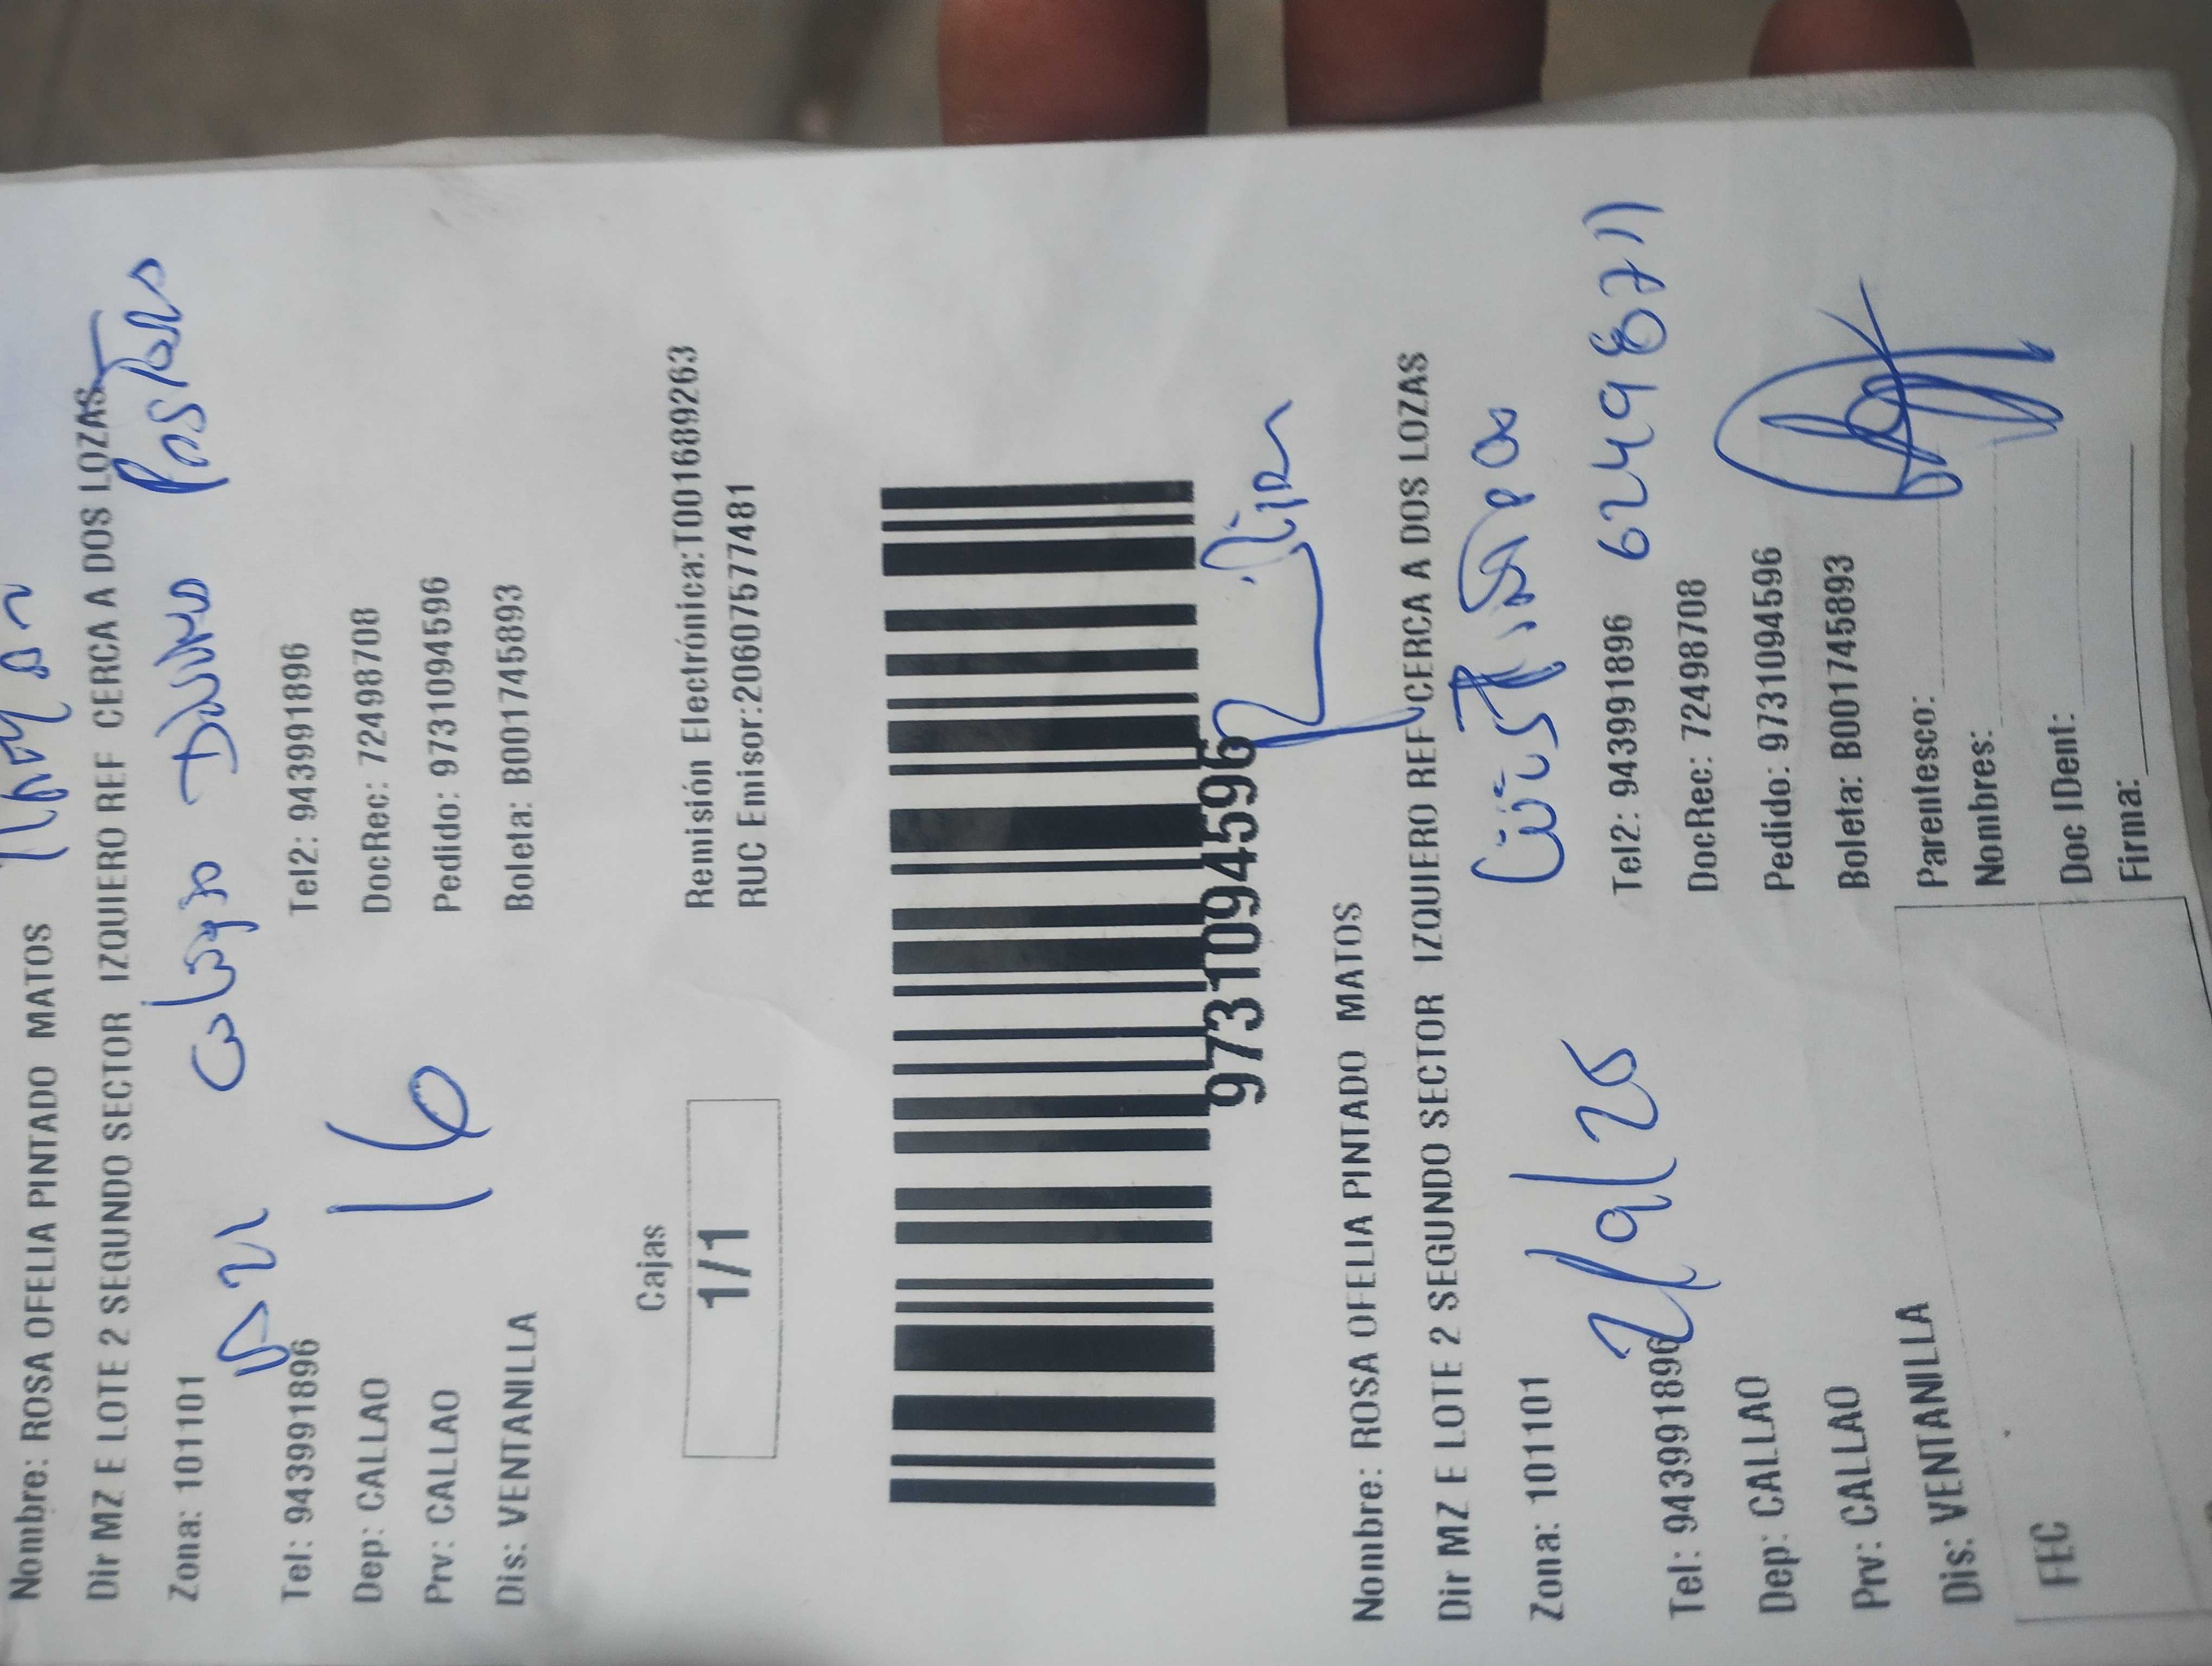 Nombre: ROSA OFELIA PINTADO MATOS
Dir MZ E LOTE 2 SEGUNDO SECTOR IZQUIERO REF CERCA A DOS LOZAS
Zona: 101101
Tel: 943991896 Tel2: 943991896
Dep: CALLAO 16 DocRec: 72498708
Prv: CALLAO Pedido: 9731094596
Dis: VENTANILLA Boleta: B001745893
Cajas
1/1
Remisión Electrónica:T001689263
RUC Emisor:20607577481
9731094596
Nombre: ROSA OFELIA PINTADO MATOS
Dir MZ E LOTE 2 SEGUNDO SECTOR IZQUIERO REF CERCA A DOS LOZAS
Zona: 101101
2/9/25
Tel: 943991896 Tel2: 943991896 62498711
Dep: CALLAO DocRec: 72498708
Prv: CALLAO Pedido: 9731094596
Dis: VENTANILLA Boleta: B001745893
FEC
Parentesco:
Nombres:
Doc IDent:
Firma: